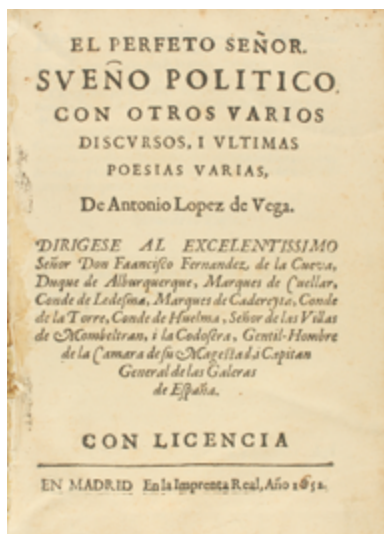 EL PERFETO SEÑOR.
SVEÑO POLITICO.
CON OTROS VARIOS
DISCVRSOS, I VLTIMAS
POESIAS VARIAS,
De Antonio Lopez de Vega.
DIRIGESE AL EXCELENTISSIMO
Señor Don Faancisco Fernandez de la Cueva,
Duque de Alburquerque, Marques de Cuellar,
Conde de Ledesma, Marques de Cadereyta, Conde
de la Torre, Conde de Huelma, Señor de las Villas
de Mombeltran, i la Codosera, Gentil-Hombre
de la Camara de su Magestad, i Capitan
General de las Galeras
de España.
CON LICENCIA
EN MADRID En la Imprenta Real, Año 1652.